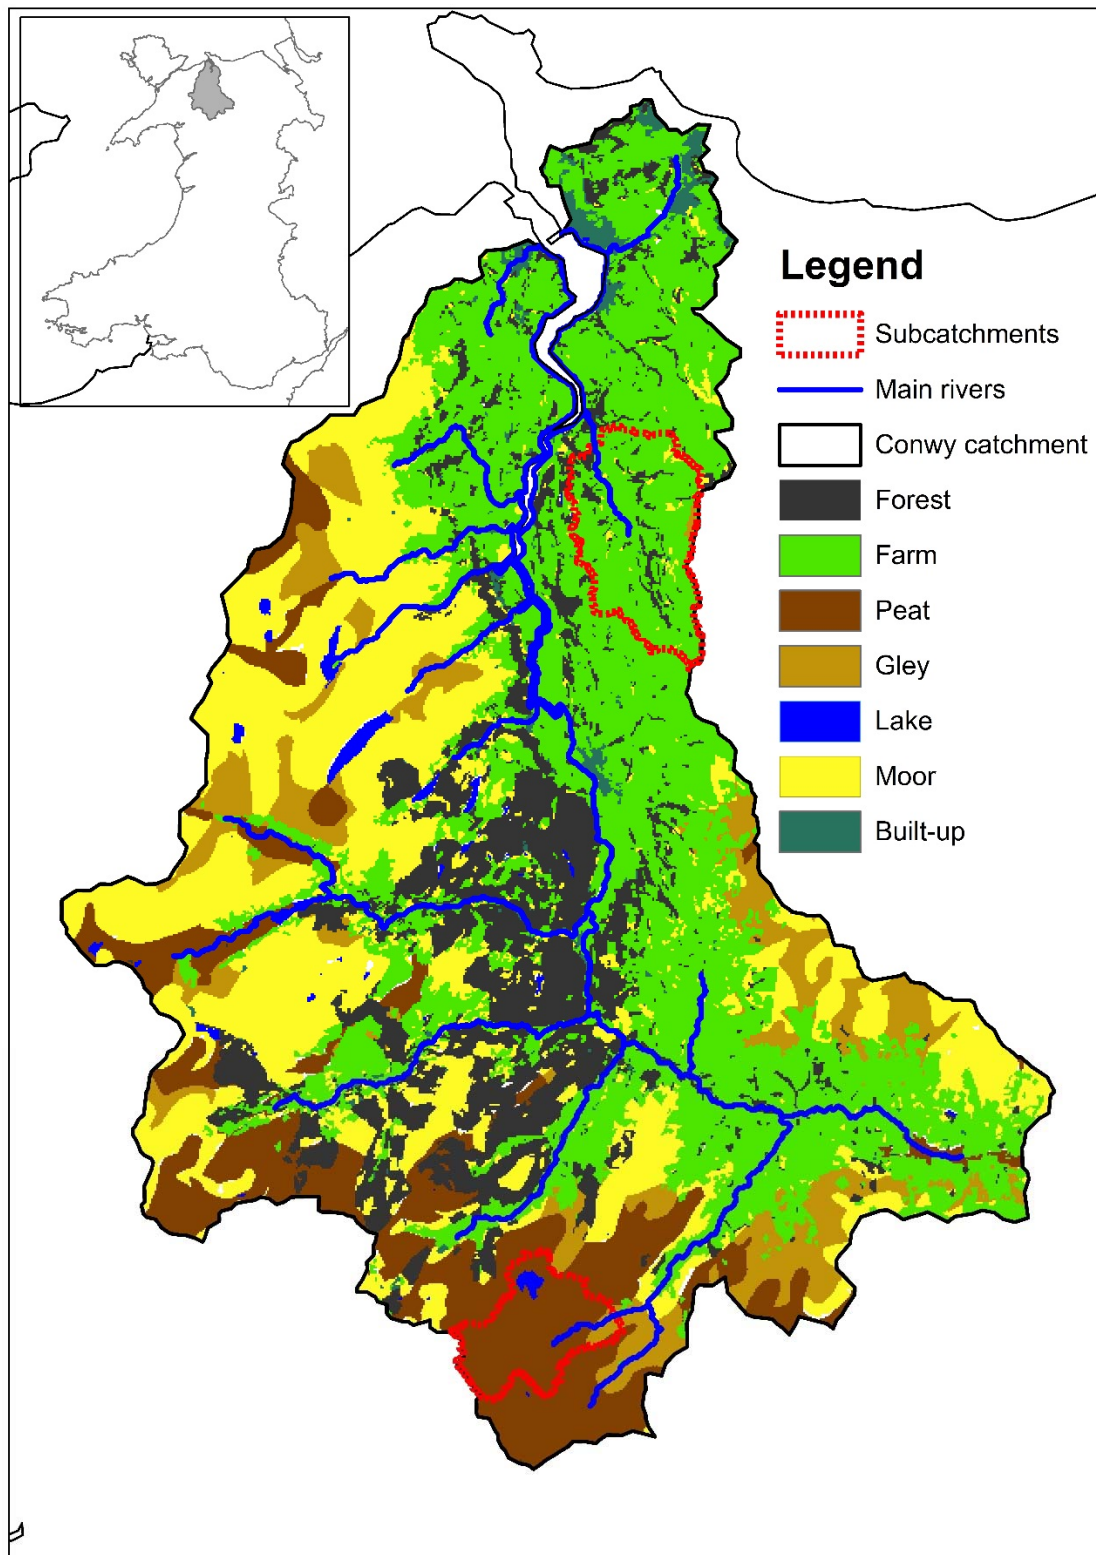 Legend
Subcatchments
Main rivers
Conwy catchment
Forest
Farm
Peat
Gley
Lake
Moor
Built-up